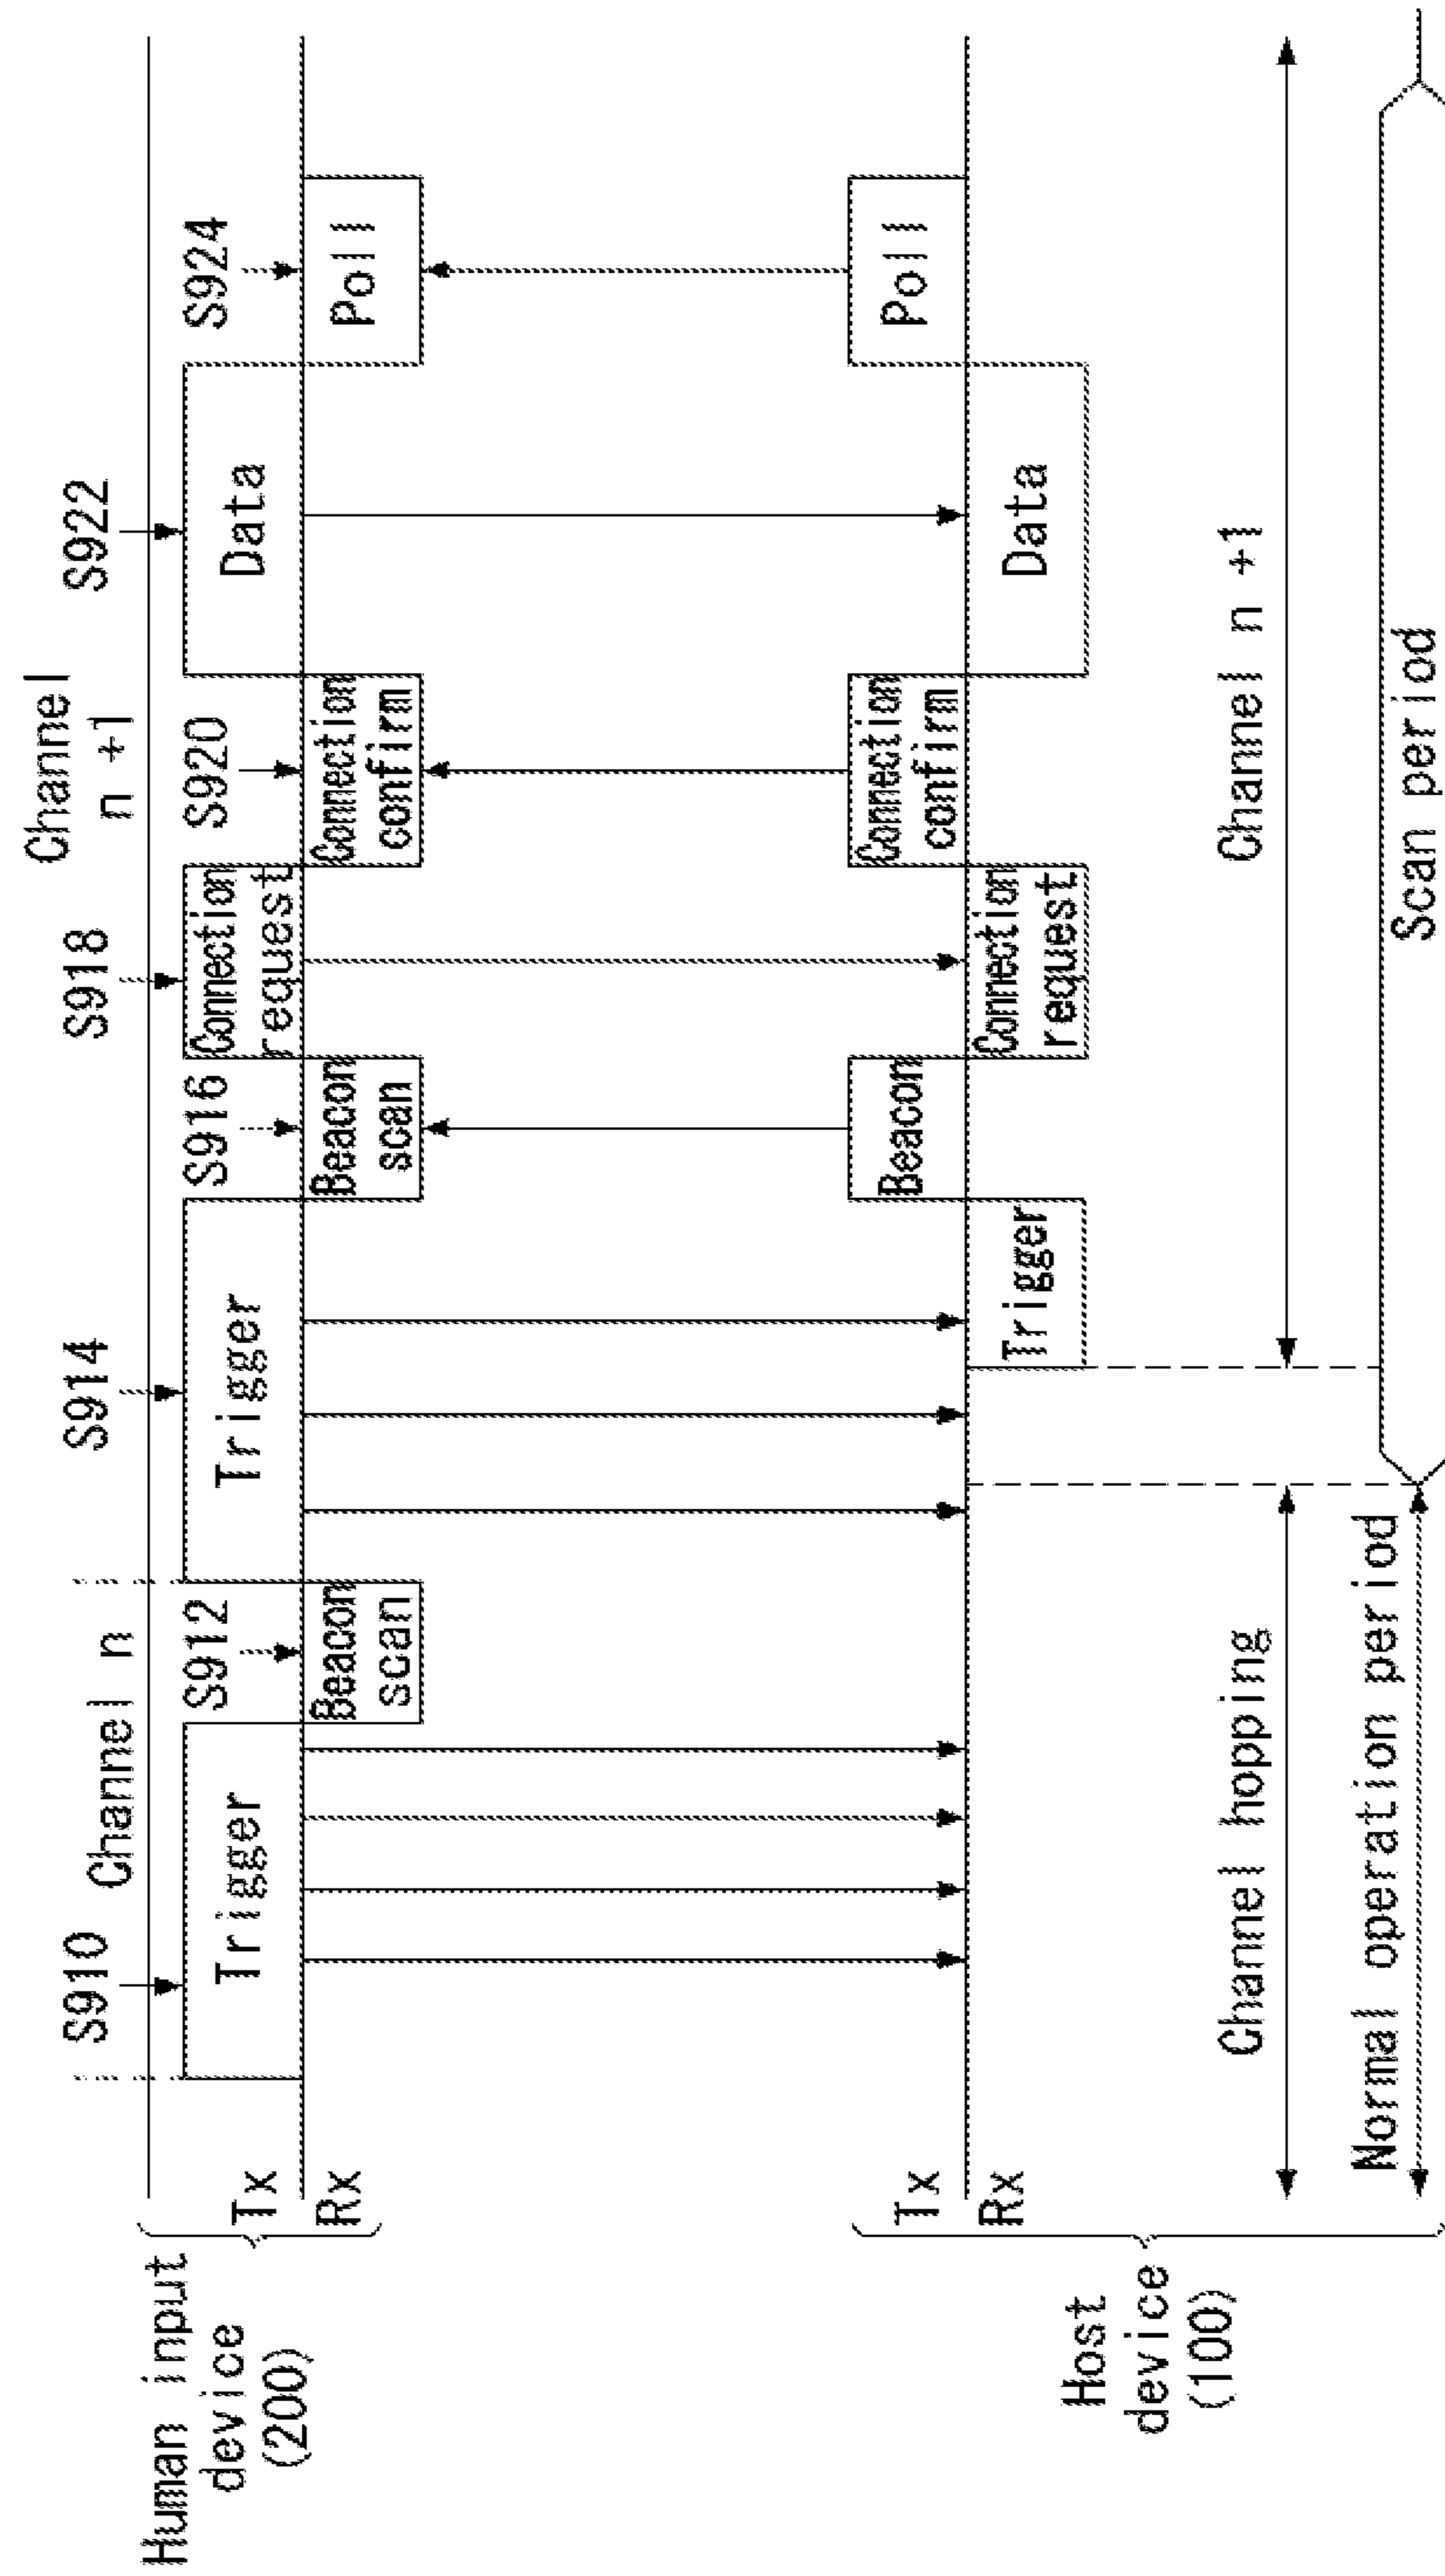 Channel
n +1
S910
Channel n
S914
S918
S922
S912
S916
S920
S924
Human input
device
(200)
Tx
Rx
Trigger
Beacon
scan
Trigger
Beacon
scan
Connection
request
Connection
confirm
Data
Poll
Host
device
(100)
Tx
Rx
Trigger
Beacon
Connection
request
Connection
confirm
Data
Poll
Channel hopping
Channel n +1
Normal operation period
Scan period